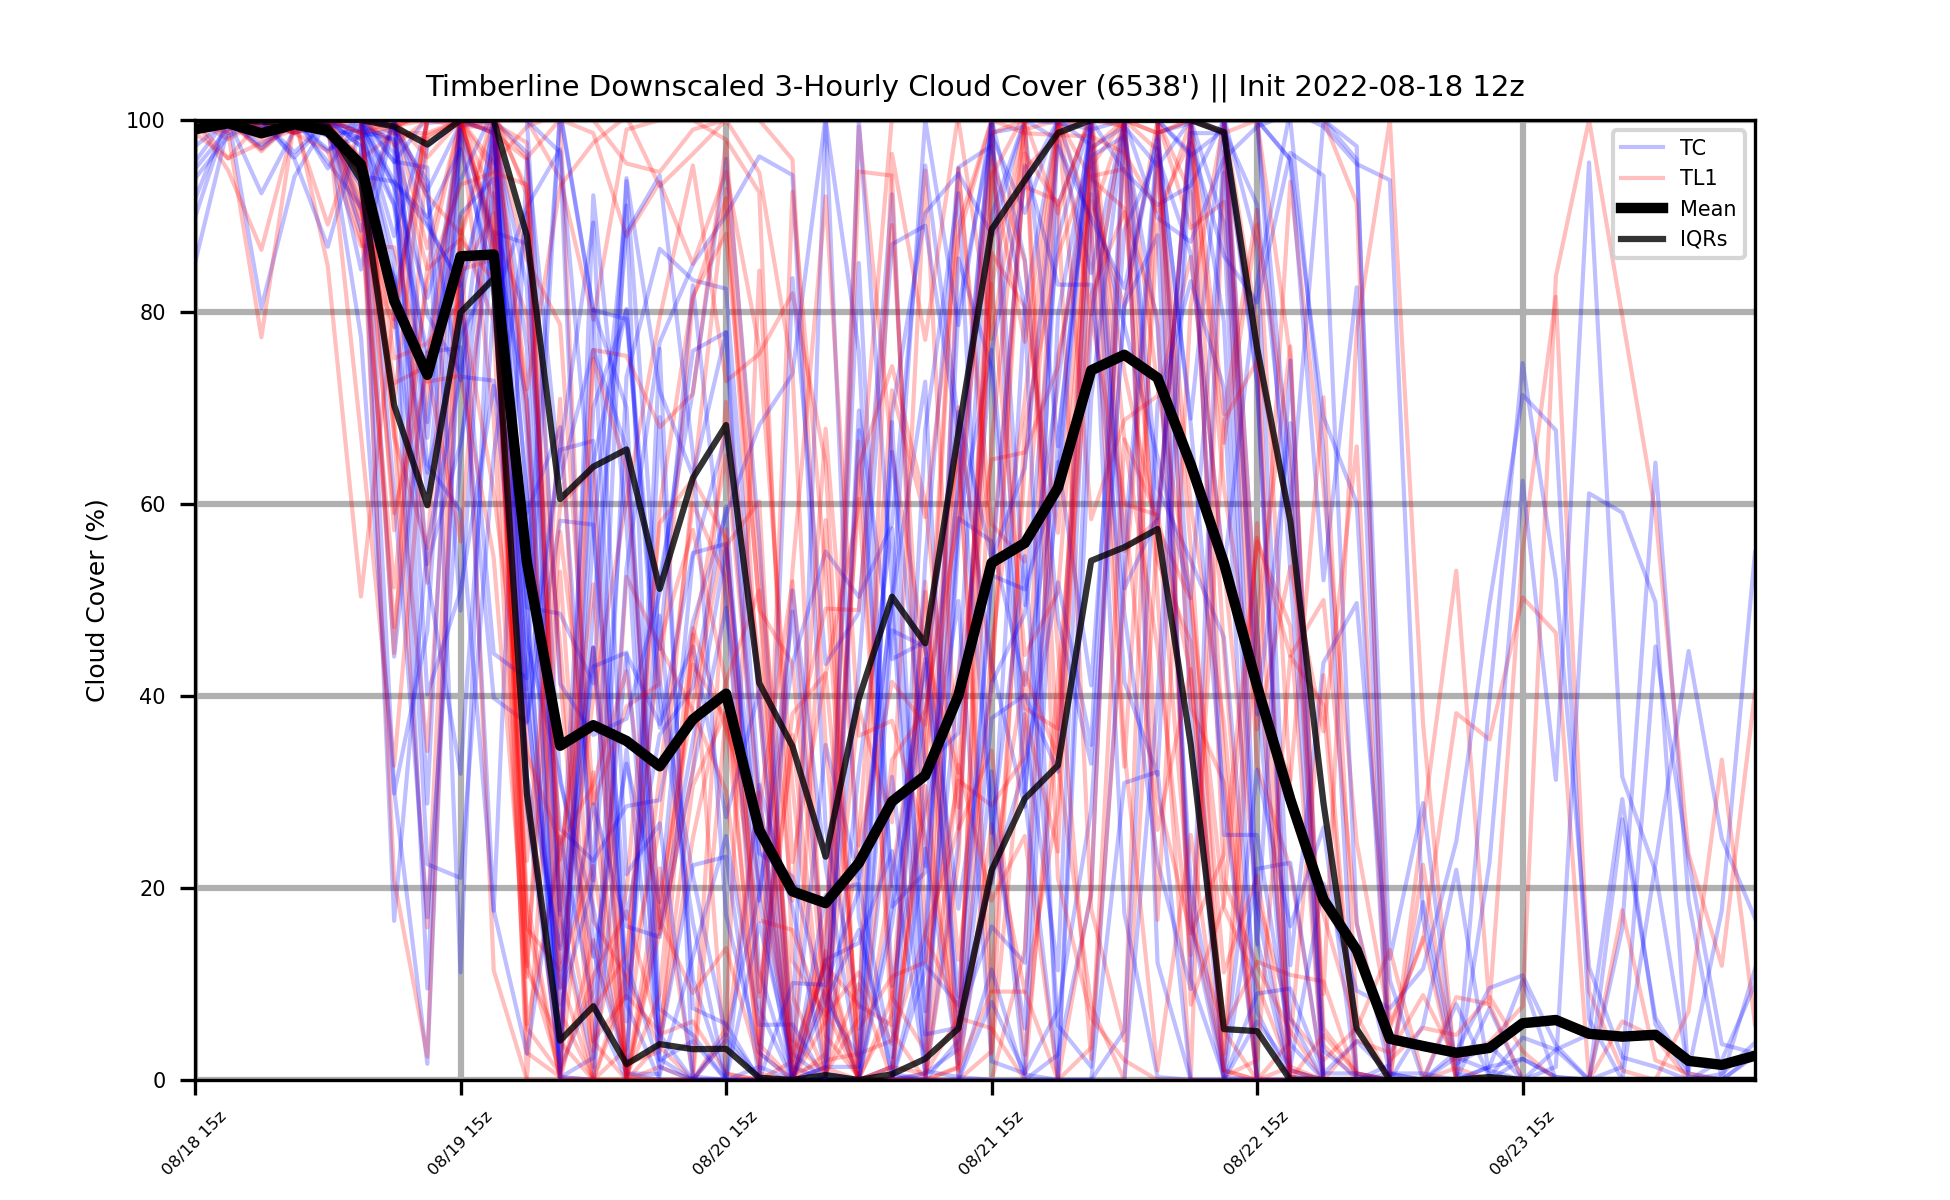 Timberline Downscaled 3-Hourly Cloud Cover (6538') || Init 2022-08-18 12z
TC
TL1
Mean
IQRs
Cloud Cover (%)
100
80
60
40
20
0
08/18 15z
08/19 15z
08/20 15z
08/21 15z
08/22 15z
08/23 15z